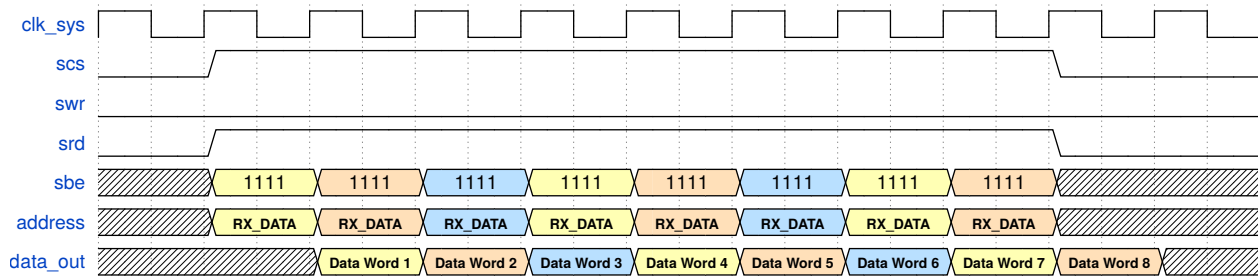 clk_sys
scs
swr
srd
sbe 1111 1111 1111 1111 1111 1111 1111 1111
address RX_DATA RX_DATA RX_DATA RX_DATA RX_DATA RX_DATA RX_DATA RX_DATA
data_out Data Word 1 Data Word 2 Data Word 3 Data Word 4 Data Word 5 Data Word 6 Data Word 7 Data Word 8